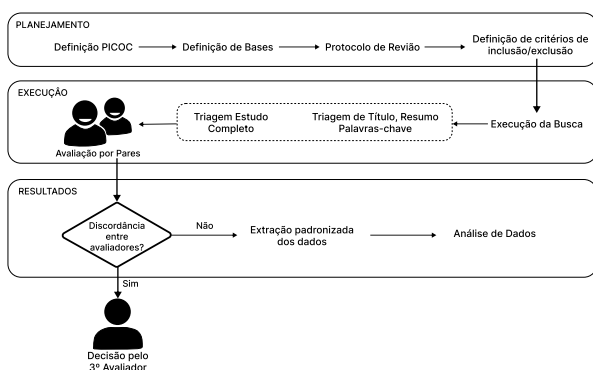 PLANEJAMENTO
Definição PICOC
Definição de Bases
Protocolo de Revião
Definição de critérios de
inclusão/exclusão
EXECUÇÃO
Avaliação por Pares
Triagem Estudo
Completo
Triagem de Título, Resumo
Palavras-chave
Execução da Busca
RESULTADOS
Discordância
entre
avaliadores?
Não
Extração padronizada
dos dados
Análise de Dados
Sim
Decisão pelo
3º Avaliador